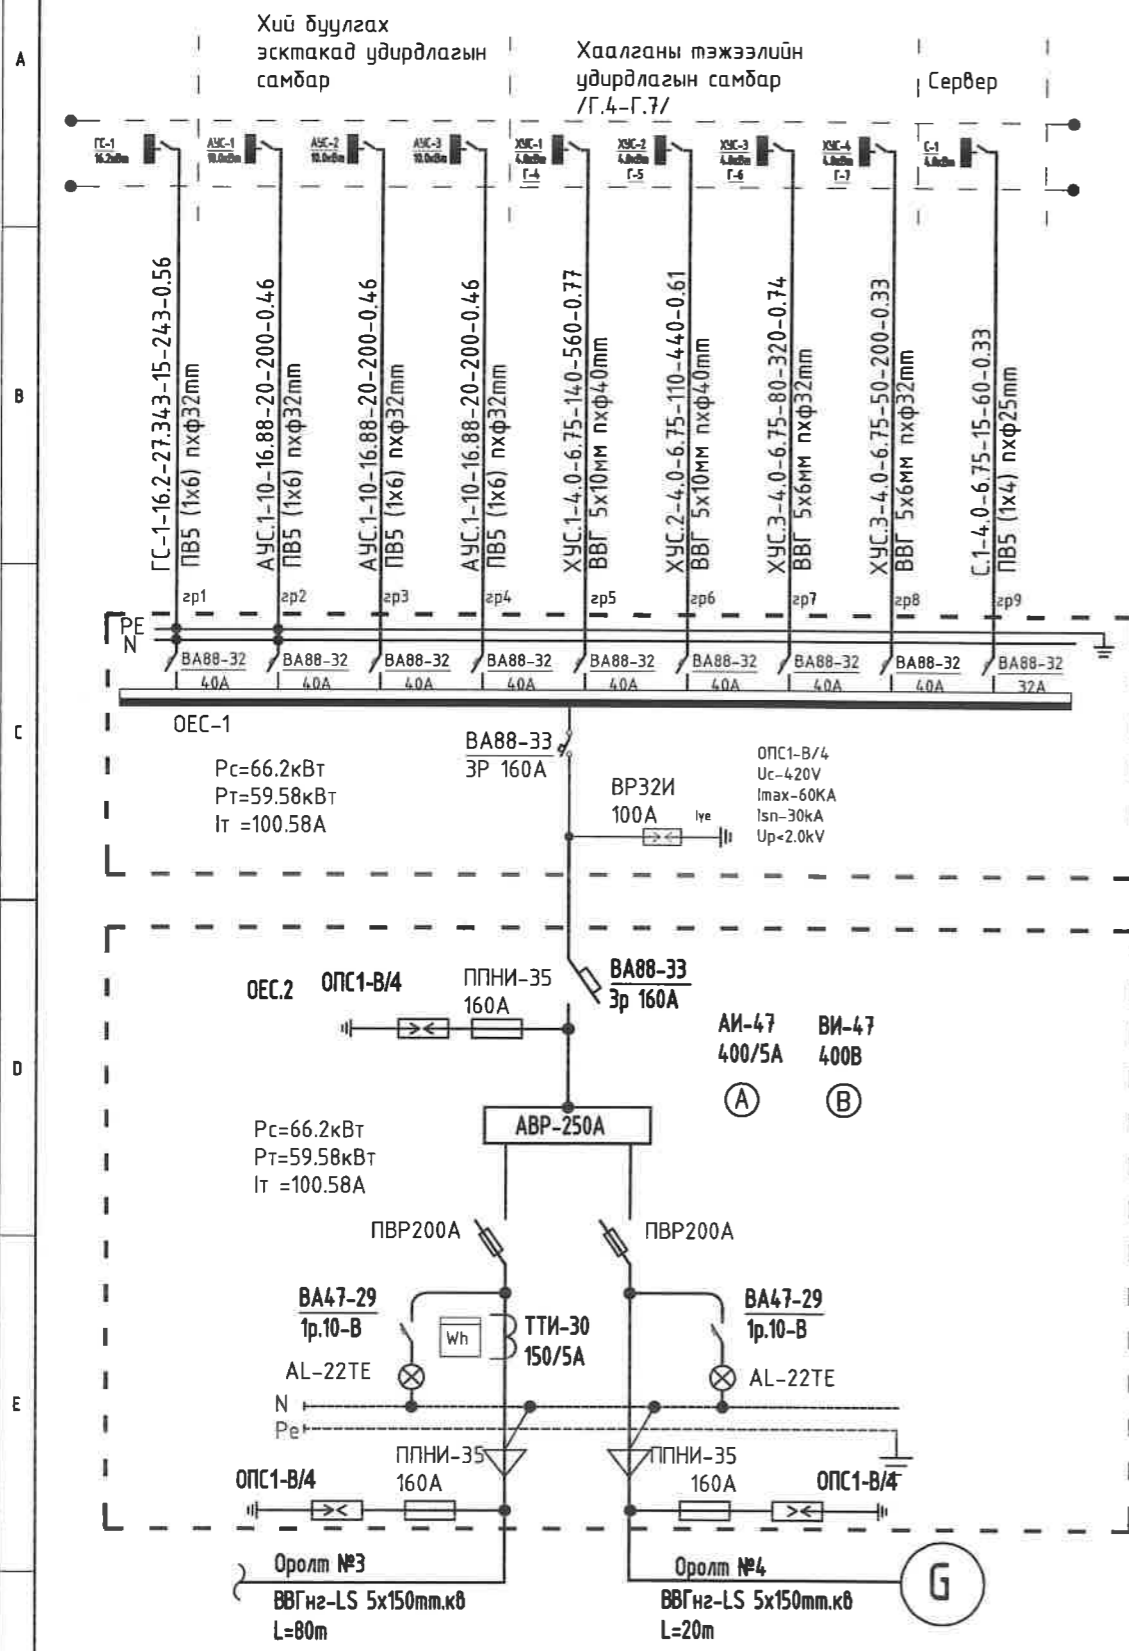 A
Хий буулгах
эсктакад удирдлагын
самбар
Хаалганы тэжээлийн
удирдлагын самбар
/Г.4-Г.7/
Сервер
ГС-1
16.2кВт
АУС-1
10.0кВт
АУС-2
10.0кВт
АУС-3
10.0кВт
ХУС-1
4.0кВт
Г-4
ХУС-2
4.0кВт
Г-5
ХУС-3
4.0кВт
Г-6
ХУС-4
4.0кВт
Г-7
С-1
4.0кВт
B
ГС-1-16.2-27.343-15-243-0.56
ПВ5 (1х6) пхф32mm
АУС.1-10-16.88-20-200-0.46
ПВ5 (1х6) пхф32mm
АУС.1-10-16.88-20-200-0.46
ПВ5 (1х6) пхф32mm
АУС.1-10-16.88-20-200-0.46
ПВ5 (1х6) пхф32mm
ХУС.1-4.0-6.75-140-560-0.77
ВВГ 5х10мм пхф40mm
ХУС.2-4.0-6.75-110-440-0.61
ВВГ 5х10мм пхф40mm
ХУС.3-4.0-6.75-80-320-0.74
ВВГ 5х6мм пхф32mm
ХУС.3-4.0-6.75-50-200-0.33
ВВГ 5х6мм пхф32mm
С.1-4.0-6.75-15-60-0.33
ПВ5 (1х4) пхф25mm
гр1 гр2 гр3 гр4 гр5 гр6 гр7 гр8 гр9
PE
N
ВА88-32 ВА88-32 ВА88-32 ВА88-32 ВА88-32 ВА88-32 ВА88-32 ВА88-32 ВА88-32
40А 40А 40А 40А 40А 40А 40А 40А 32А
C
ОЕС-1
Рс=66.2кВт
Рт=59.58кВт
Iт =100.58А
ВА88-33
3Р 160А
ВР32И
100А
Iуе
ОПС1-В/4
Uc-420V
Imax-60КА
Isn-30kA
Up<2.0kV
D
ОЕС.2
ОПС1-В/4
ППНИ-35
160А
ВА88-33
3р 160А
АИ-47
400/5А
А
ВИ-47
400В
В
АВР-250А
Рс=66.2кВт
Рт=59.58кВт
Iт =100.58А
ПВР200А
ПВР200А
E
ВА47-29
1р.10-В
Wh
ТТИ-30
150/5А
ВА47-29
1р.10-В
AL-22TE
AL-22TE
N
Pe
ППНИ-35
160А
ППНИ-35
160А
ОПС1-В/4
ОПС1-В/4
Оролт №3
ВВГнг-LS 5х150mm.кв
L=80m
Оролт №4
ВВГнг-LS 5х150mm.кв
L=20m
G